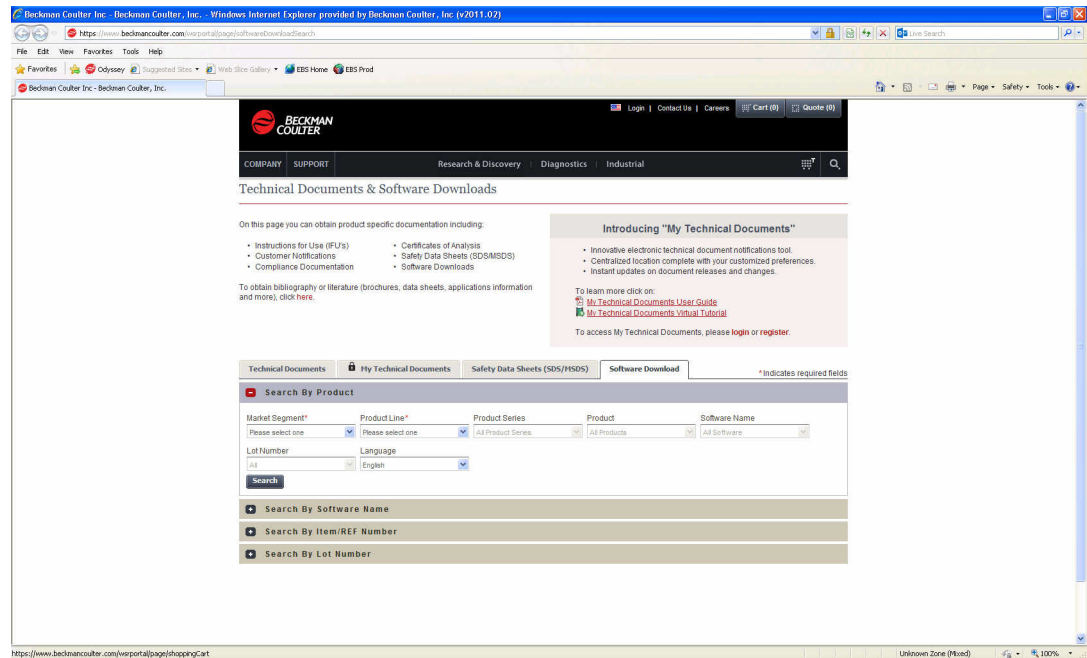 Beckman Coulter Inc - Beckman Coulter, Inc. - Windows Internet Explorer provided by Beckman Coulter, Inc (v2011.02)
https://www.beckmancoulter.com/wsrportal/page/softwareDownloadSearch
Live Search
File Edit View Favorites Tools Help
Favorites Odyssey Suggested Sites Web Slice Gallery EBS Home EBS Prod
Beckman Coulter Inc - Beckman Coulter, Inc.
Page Safety Tools
Login | Contact Us | Careers Cart (0) Quote (0)
BECKMAN
COULTER
COMPANY SUPPORT Research & Discovery Diagnostics Industrial
Technical Documents & Software Downloads
On this page you can obtain product specific documentation including:
• Instructions for Use (IFU's)
• Customer Notifications
• Compliance Documentation
• Certificates of Analysis
• Safety Data Sheets (SDS/MSDS)
• Software Downloads
To obtain bibliography or literature (brochures, data sheets, applications information
and more), click here.
Introducing "My Technical Documents"
• Innovative electronic technical document notifications tool.
• Centralized location complete with your customized preferences.
• Instant updates on document releases and changes.
To learn more click on:
My Technical Documents User Guide
My Technical Documents Virtual Tutorial
To access My Technical Documents, please login or register.
Technical Documents My Technical Documents Safety Data Sheets (SDS/MSDS) Software Download
*Indicates required fields
Search By Product
Market Segment* Product Line* Product Series Product Software Name
Please select one Please select one All Product Series All Products All Software
Lot Number Language
All English
Search
Search By Software Name
Search By Item/REF Number
Search By Lot Number
https://www.beckmancoulter.com/wsrportal/page/shoppingCart
Unknown Zone (Mixed) 100%